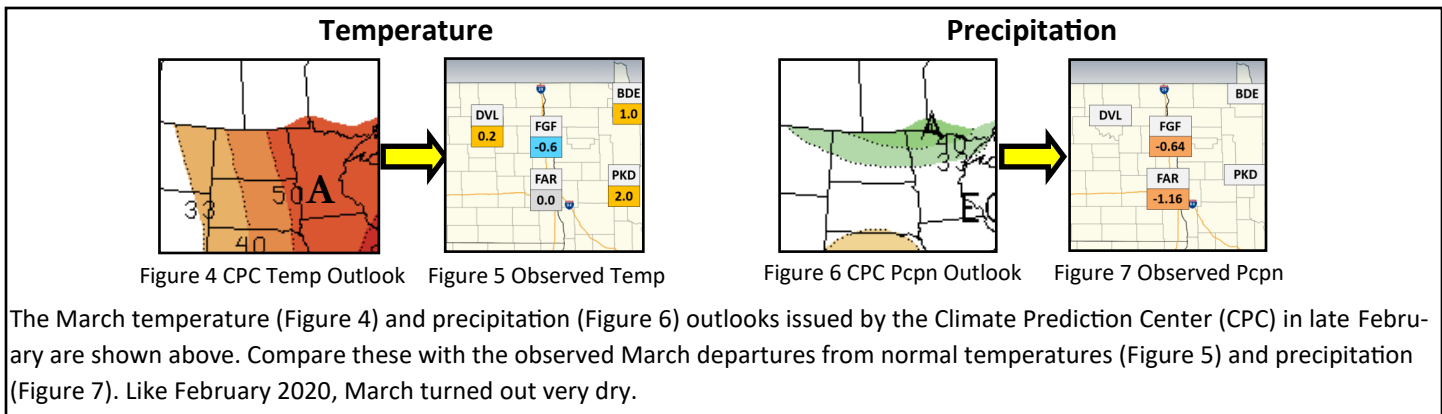 Temperature
Precipitation
33
50
A
40
DVL
0.2
FGF
-0.6
FAR
0.0
BDE
1.0
PKD
2.0
A
40
33
EC
DVL
FGF
-0.64
FAR
-1.16
BDE
PKD
Figure 4 CPC Temp Outlook
Figure 5 Observed Temp
Figure 6 CPC Pcpn Outlook
Figure 7 Observed Pcpn
The March temperature (Figure 4) and precipitation (Figure 6) outlooks issued by the Climate Prediction Center (CPC) in late Febru-
ary are shown above. Compare these with the observed March departures from normal temperatures (Figure 5) and precipitation
(Figure 7). Like February 2020, March turned out very dry.